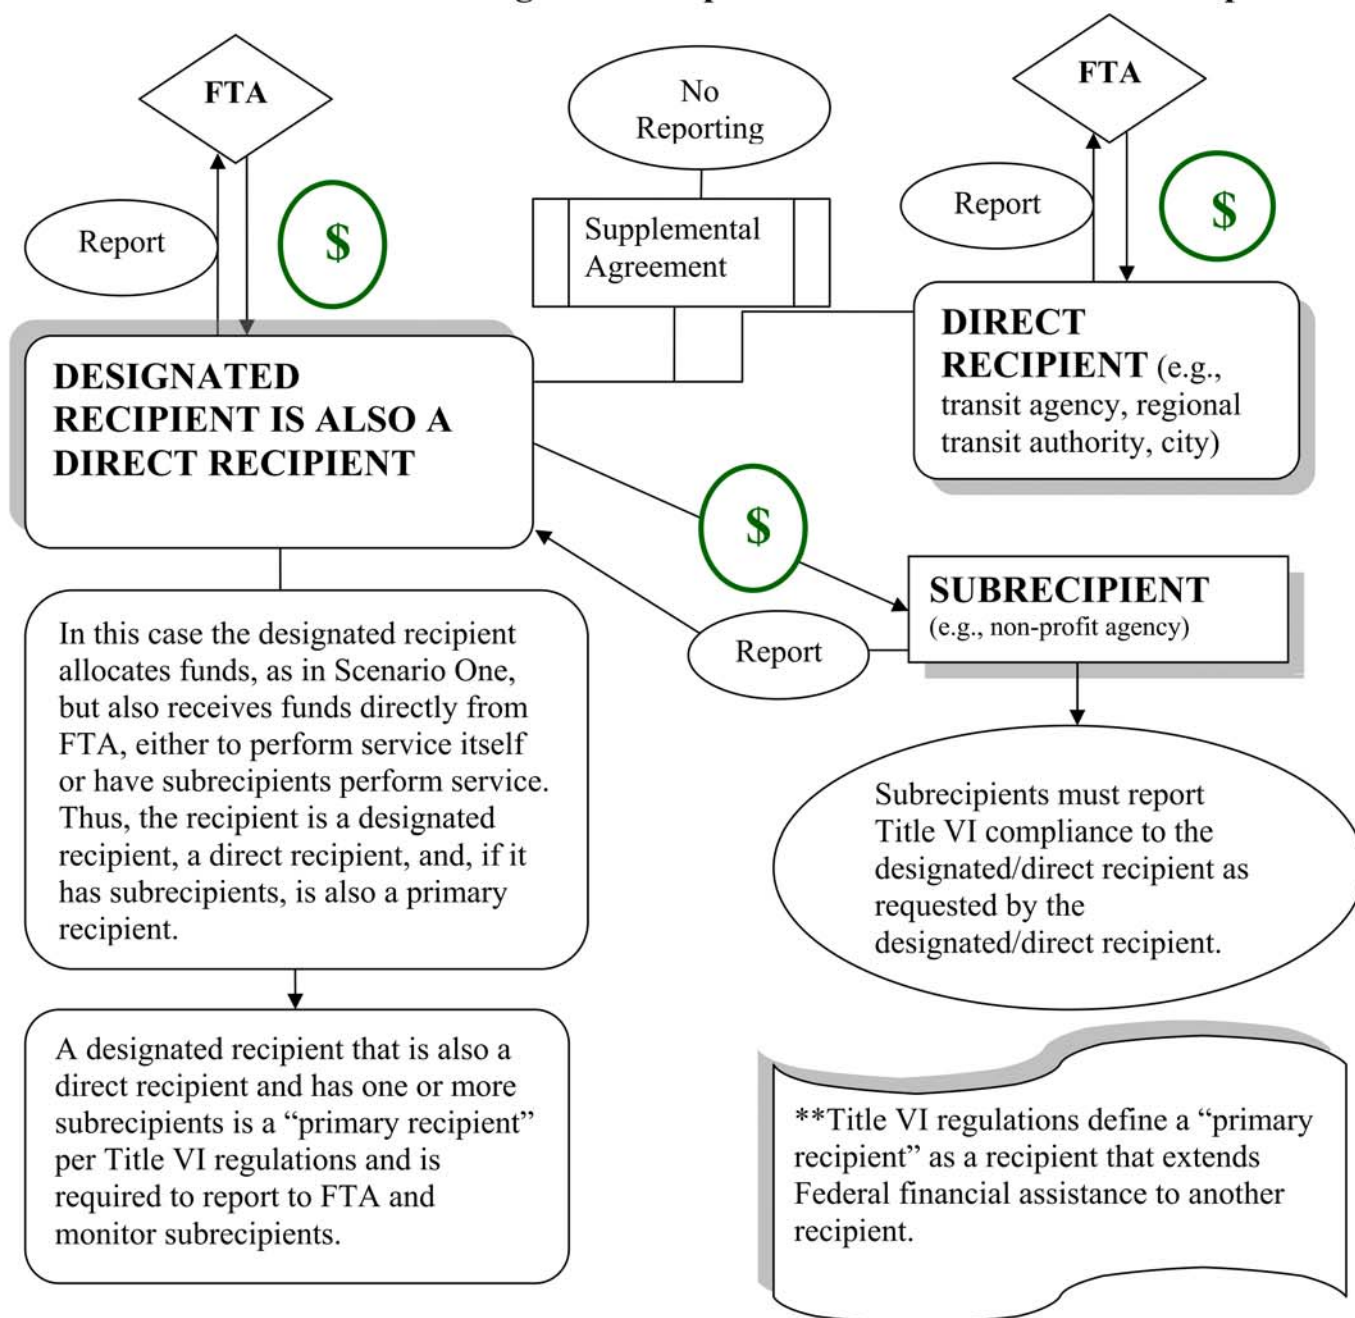 FTA
FTA
No
Reporting
Report
$
Report
$
Supplemental
Agreement
DESIGNATED
RECIPIENT IS ALSO A
DIRECT RECIPIENT
DIRECT
RECIPIENT (e.g.,
transit agency, regional
transit authority, city)
$
SUBRECIPIENT
(e.g., non-profit agency)
Report
In this case the designated recipient
allocates funds, as in Scenario One,
but also receives funds directly from
FTA, either to perform service itself
or have subrecipients perform service.
Thus, the recipient is a designated
recipient, a direct recipient, and, if it
has subrecipients, is also a primary
recipient.
Subrecipients must report
Title VI compliance to the
designated/direct recipient as
requested by the
designated/direct recipient.
A designated recipient that is also a
direct recipient and has one or more
subrecipients is a “primary recipient”
per Title VI regulations and is
required to report to FTA and
monitor subrecipients.
**Title VI regulations define a “primary
recipient” as a recipient that extends
Federal financial assistance to another
recipient.